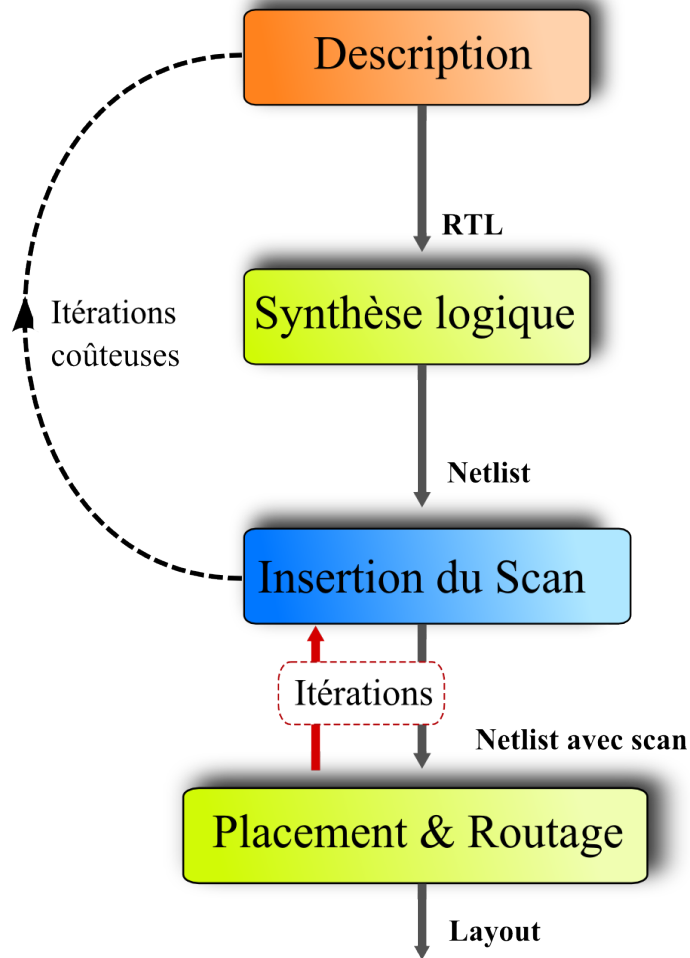 Description
RTL
Synthèse logique
Itérations
coûteuses
Netlist
Insertion du Scan
Itérations
Netlist avec scan
Placement & Routage
Layout